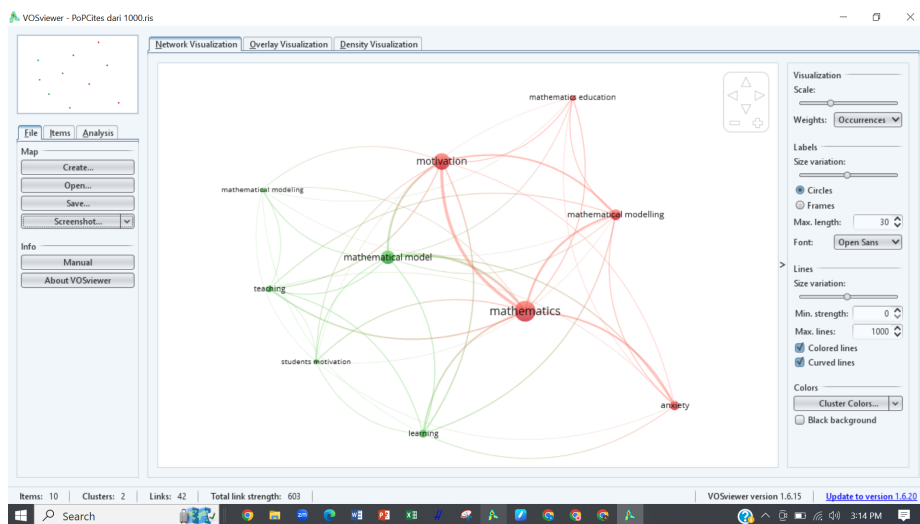 VOSviewer - PoPCites dari 1000.ris
Network Visualization Overlay Visualization Density Visualization
File Items Analysis
Map
Create...
Open...
Save...
Screenshot...
Info
Manual
About VOSviewer
mathematics education
motivation
mathematical modeling
mathematical modelling
mathematical model
teaching
mathematics
students motivation
anxiety
learning
Visualization
Scale:
Weights: Occurrences
Labels
Size variation:
Circles
Frames
Max. length: 30
Font: Open Sans
>
Lines
Size variation:
Min. strength: 0
Max. lines: 1000
Colored lines
Curved lines
Colors
Cluster Colors...
Black background
Items: 10 Clusters: 2 Links: 42 Total link strength: 603
VOSviewer version 1.6.15 Update to version 1.6.20
Search
3:14 PM